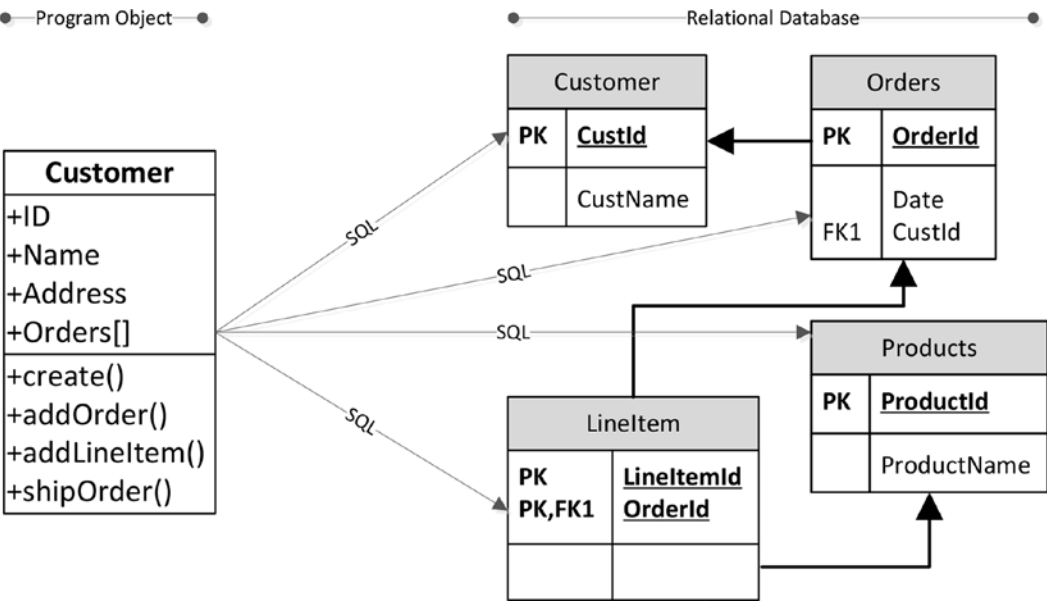 Program Object
Relational Database
Customer
+ID
+Name
+Address
+Orders[]
+create()
+addOrder()
+addLineItem()
+shipOrder()
SQL
SQL
SQL
SQL
Customer
PK CustId
CustName
Orders
PK OrderId
Date
FK1 CustId
Products
PK ProductId
ProductName
LineItem
PK LineItemId
PK,FK1 OrderId